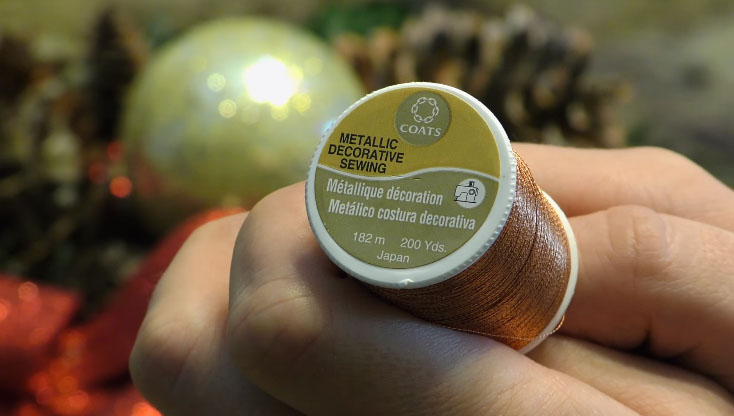 COATS
METALLIC
DECORATIVE
SEWING
Métallique décoration
Metálico costura decorativa
182 m 200 Yds.
Japan